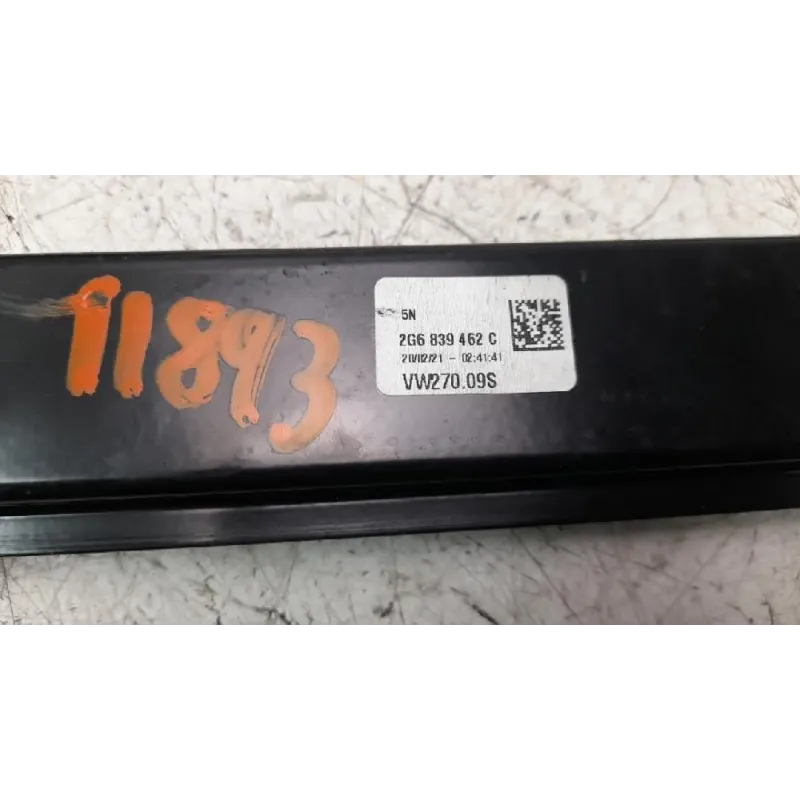 11893
5N
2G6 839 462 C
21/02/21 - 02:41:41
VW270.09S